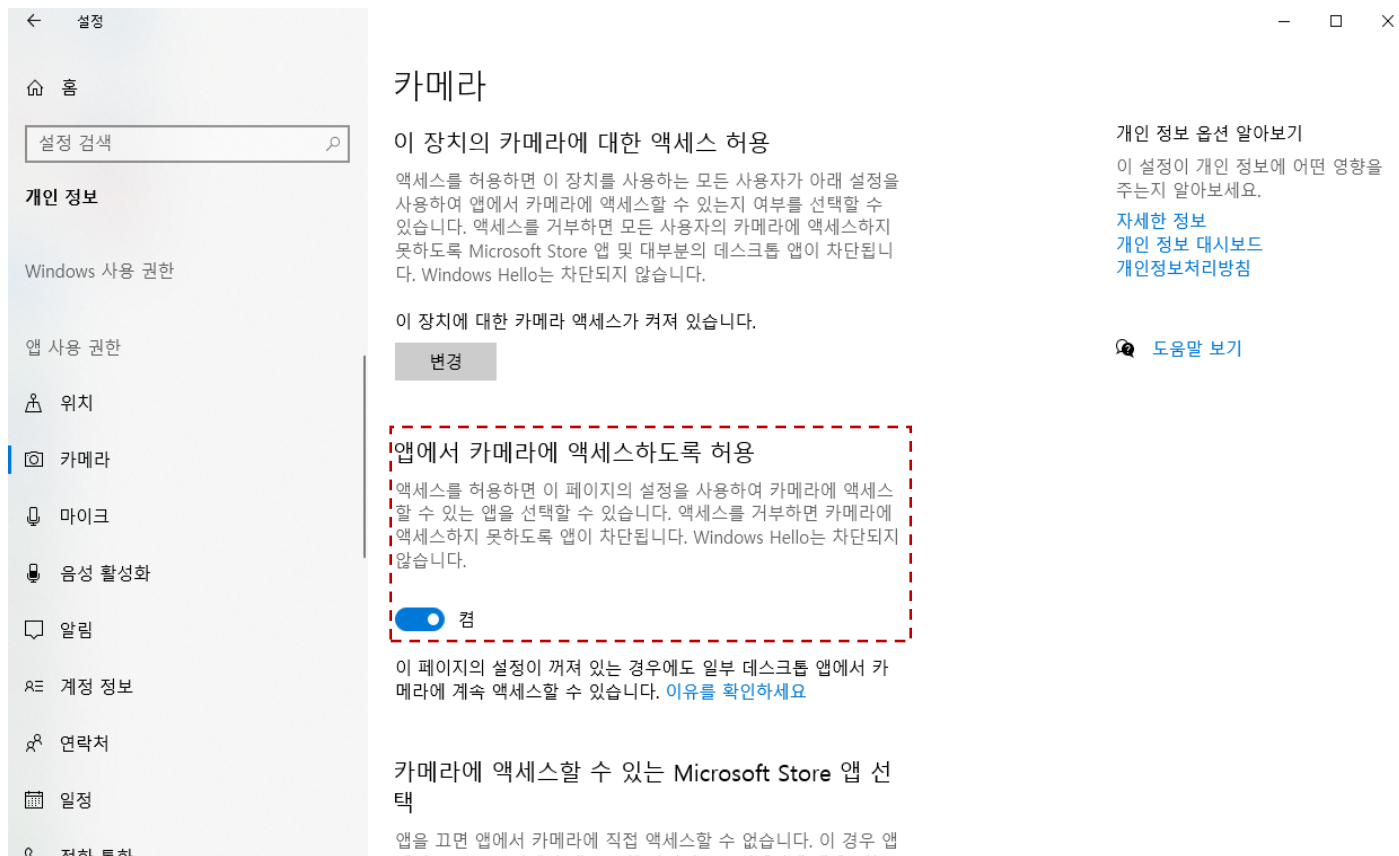 설정
홈
설정 검색
개인 정보
Windows 사용 권한
앱 사용 권한
위치
카메라
마이크
음성 활성화
알림
계정 정보
연락처
일정
전화 통화
카메라
이 장치의 카메라에 대한 액세스 허용
액세스를 허용하면 이 장치를 사용하는 모든 사용자가 아래 설정을
사용하여 앱에서 카메라에 액세스할 수 있는지 여부를 선택할 수
있습니다. 액세스를 거부하면 모든 사용자의 카메라에 액세스하지
못하도록 Microsoft Store 앱 및 대부분의 데스크톱 앱이 차단됩니
다. Windows Hello는 차단되지 않습니다.
이 장치에 대한 카메라 액세스가 켜져 있습니다.
변경
앱에서 카메라에 액세스하도록 허용
액세스를 허용하면 이 페이지의 설정을 사용하여 카메라에 액세스
할 수 있는 앱을 선택할 수 있습니다. 액세스를 거부하면 카메라에
액세스하지 못하도록 앱이 차단됩니다. Windows Hello는 차단되지
않습니다.
켬
이 페이지의 설정이 꺼져 있는 경우에도 일부 데스크톱 앱에서 카
메라에 계속 액세스할 수 있습니다. 이유를 확인하세요
카메라에 액세스할 수 있는 Microsoft Store 앱 선
택
앱을 끄면 앱에서 카메라에 직접 액세스할 수 없습니다. 이 경우 앱
개인 정보 옵션 알아보기
이 설정이 개인 정보에 어떤 영향을
주는지 알아보세요.
자세한 정보
개인 정보 대시보드
개인정보처리방침
도움말 보기